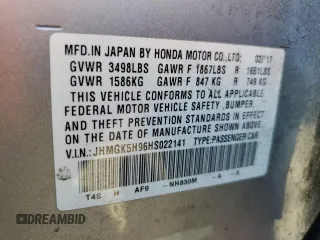 MFD. IN JAPAN BY HONDA MOTOR CO.,LTD. 02/17
GVWR 3498LBS GAWR F 1867LBS R 1651LBS
GVWR 1586KG GAWR F 847 KG R 749 KG
THIS VEHICLE CONFORMS TO ALL APPLICABLE
FEDERAL MOTOR VEHICLE SAFETY, BUMPER,
AND THEFT PREVENTION STANDARDS IN EFFECT
ON THE DATE OF MANUFACTURE SHOWN ABOVE.
V.I.N.: JHMGK5H96HS022141 TYPE:PASSENGER CAR
T4S H AF9 NH830M - A - R
DREAMBID